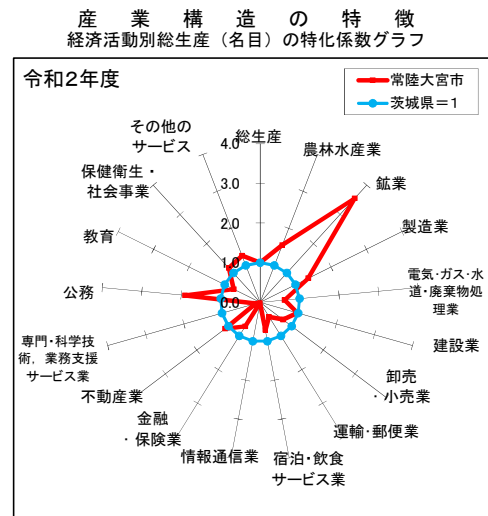 産業構造の特徴
経済活動別総生産（名目）の特化係数グラフ
令和2年度
常陸大宮市
茨城県＝1
4.0
3.0
2.0
1.0
0.0
総生産
農林水産業
鉱業
製造業
電気・ガス・水
道・廃棄物処
理業
建設業
卸売
・小売業
運輸・郵便業
宿泊・飲食
サービス業
情報通信業
金融
・保険業
不動産業
専門・科学技
術，業務支援
サービス業
公務
教育
保健衛生・
社会事業
その他の
サービス